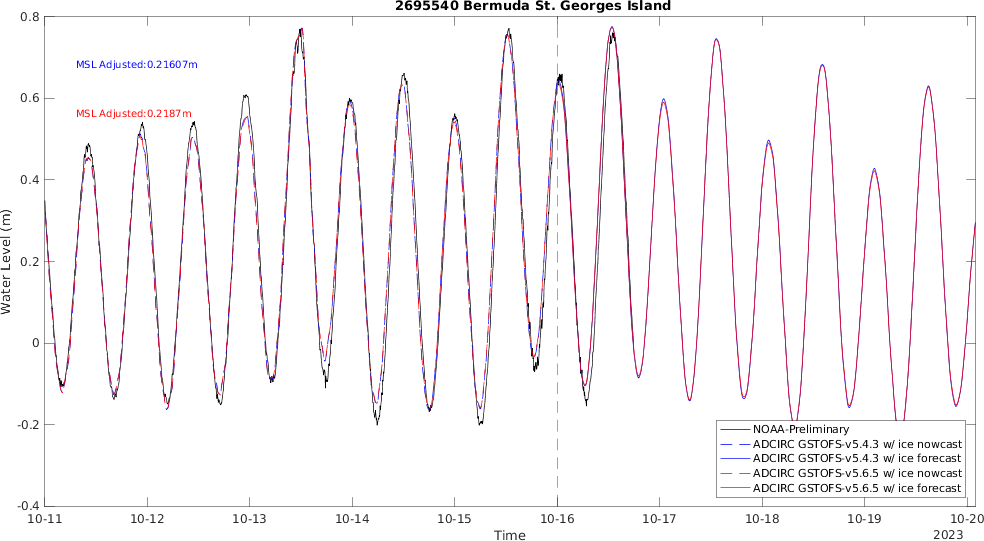 2695540 Bermuda St. Georges Island
0.8
0.6
0.4
0.2
0
-0.2
-0.4
Water Level (m)
MSL Adjusted:0.21607m
MSL Adjusted:0.2187m
NOAA-Preliminary
ADCIRC GSTOFS-v5.4.3 w/ ice nowcast
ADCIRC GSTOFS-v5.4.3 w/ ice forecast
ADCIRC GSTOFS-v5.6.5 w/ ice nowcast
ADCIRC GSTOFS-v5.6.5 w/ ice forecast
10-11 10-12 10-13 10-14 10-15 10-16 10-17 10-18 10-19 10-20
Time
2023